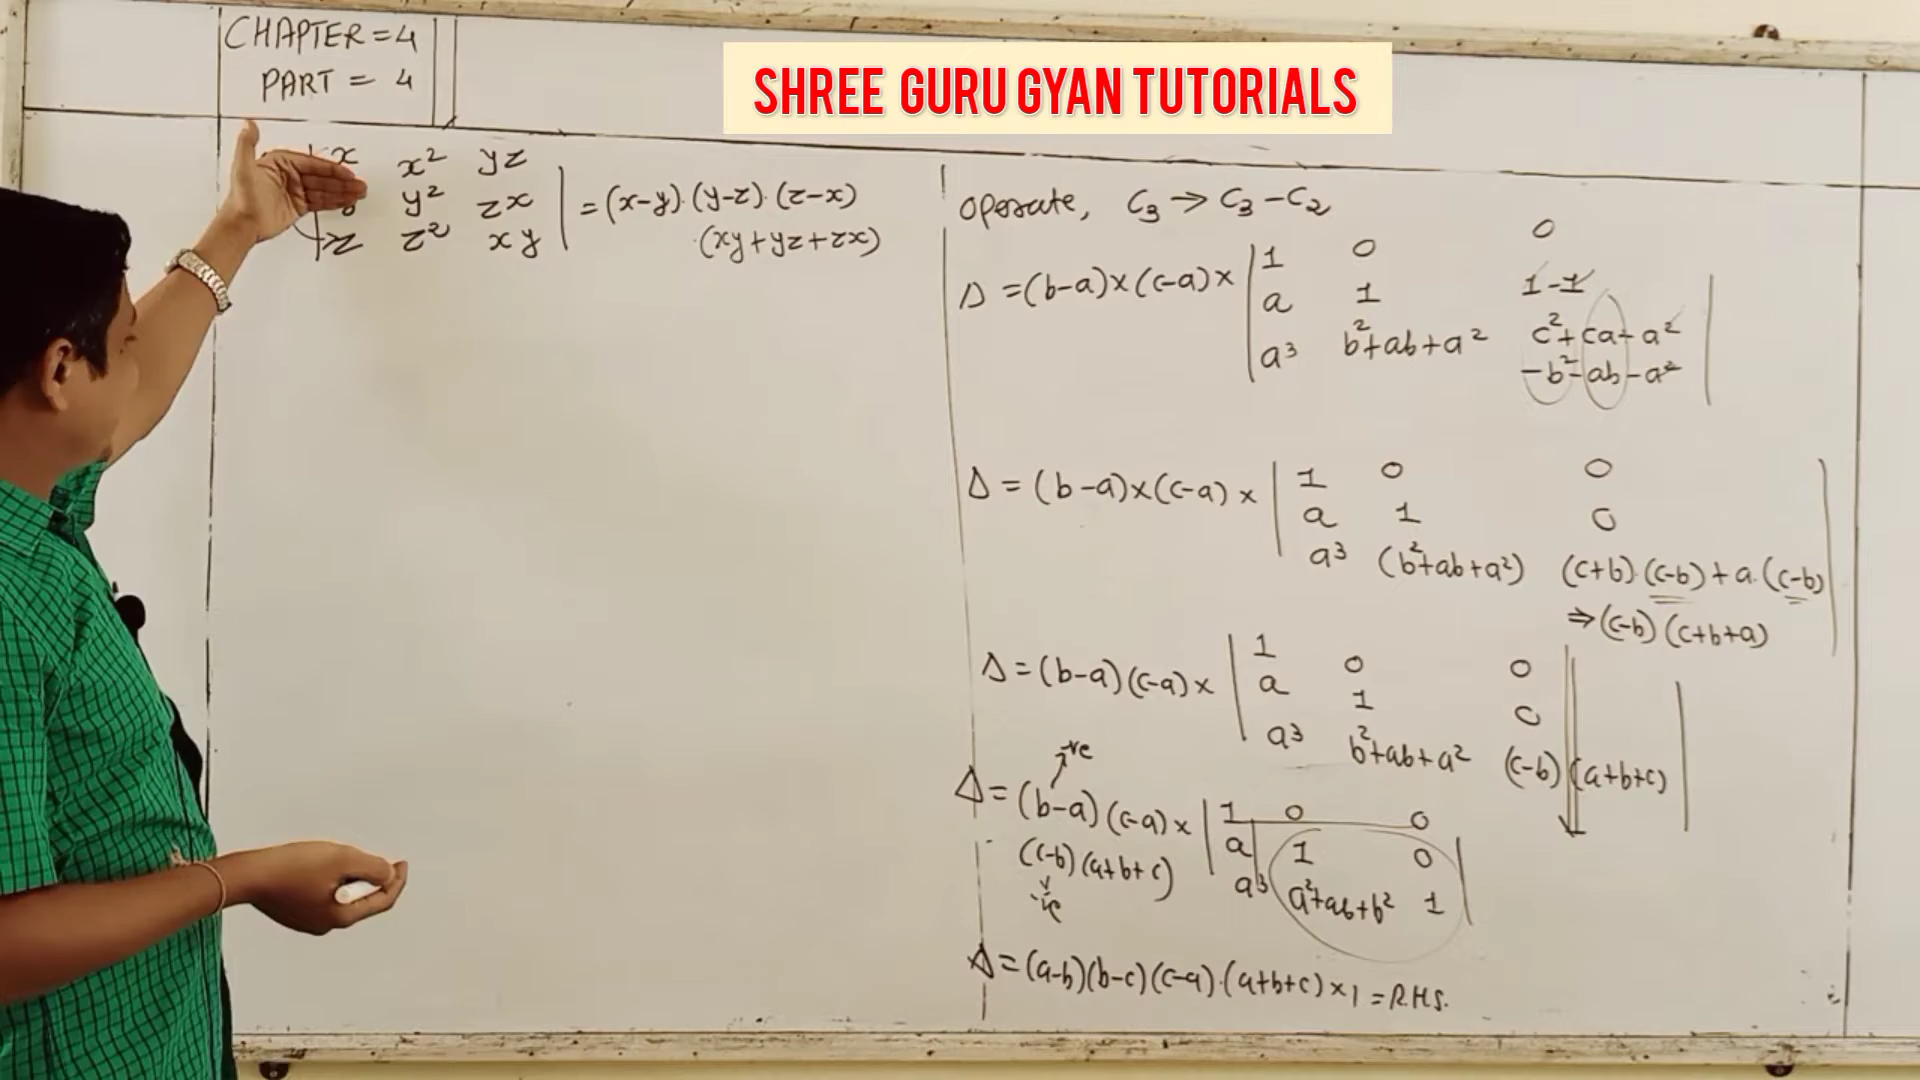 CHAPTER = 4
PART = 4
SHREE GURU GYAN TUTORIALS
x x² yz
y² zx = (x-y).(y-z).(z-x)
z z² xy .(xy+yz+zx)
operate, C₃ → C₃ - C₂
1 0 0
Δ = (b-a)×(c-a)× a 1 1-1
a³ b²+ab+a² c²+ca+a²
-b²-ab-a²
1 0 0
Δ = (b-a)×(c-a)× a 1 0
a³ (b²+ab+a²) (c+b).(c-b)+a.(c-b)
⇒(c-b)(c+b+a)
1 0 0
Δ = (b-a)(c-a)× a 1 0
a³ b²+ab+a² (c-b) (a+b+c)
-ve
1 0 0
Δ = (b-a)(c-a)× a 1 0
(c-b)(a+b+c) a³ a²+ab+b² 1
-ve
Δ = (a-b)(b-c)(c-a).(a+b+c)×1 = R.H.S.